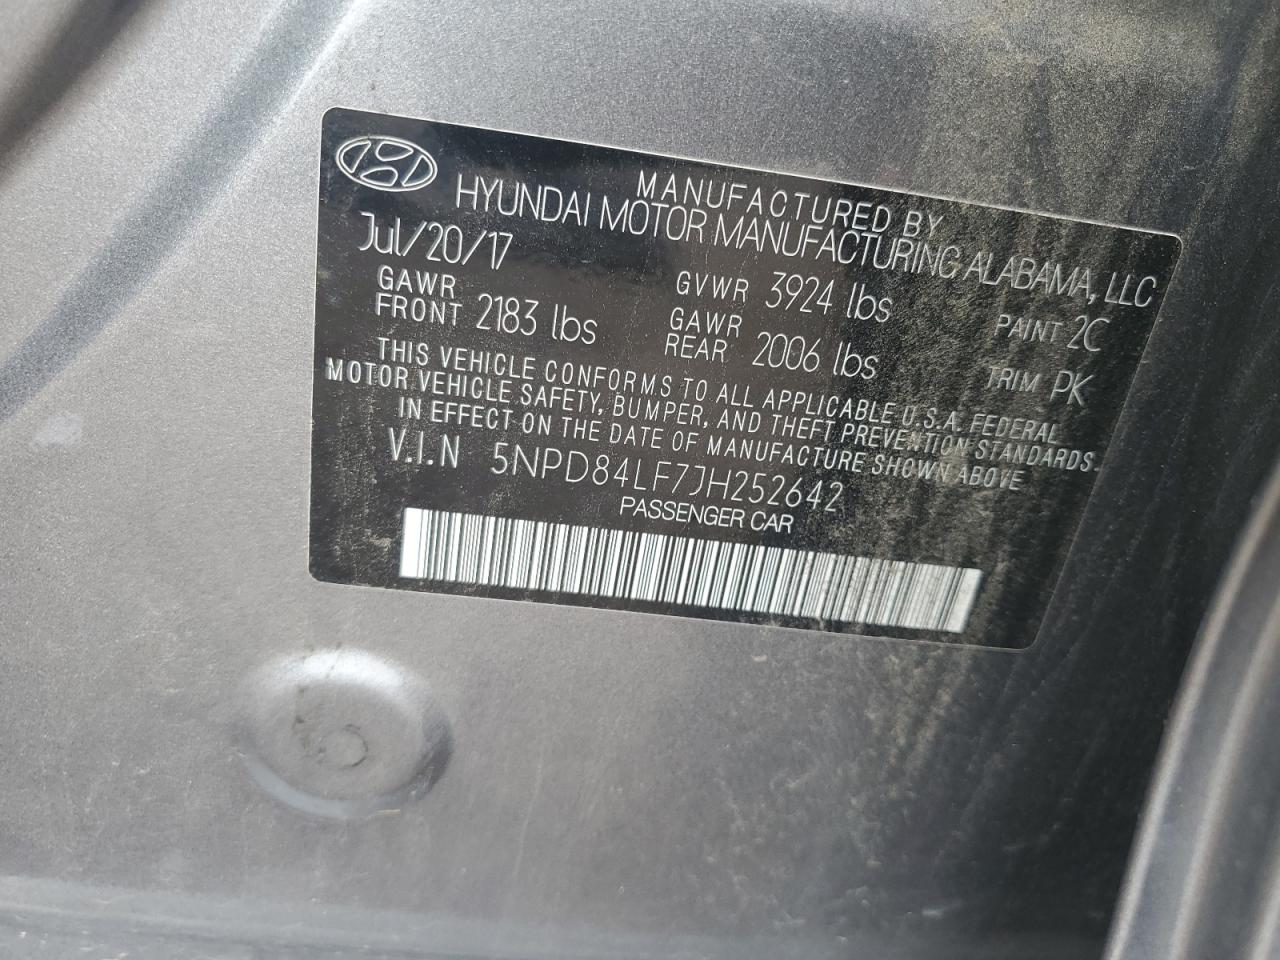 MANUFACTURED BY
HYUNDAI MOTOR MANUFACTURING ALABAMA, LLC
Jul/20/17
GVWR 3924 lbs
PAINT 2C
GAWR
FRONT 2183 lbs
GAWR
REAR 2006 lbs
TRIM PK
THIS VEHICLE CONFORMS TO ALL APPLICABLE U.S.A. FEDERAL
MOTOR VEHICLE SAFETY, BUMPER, AND THEFT PREVENTION STANDARDS
IN EFFECT ON THE DATE OF MANUFACTURE SHOWN ABOVE
V.I.N 5NPD84LF7JH252642
PASSENGER CAR